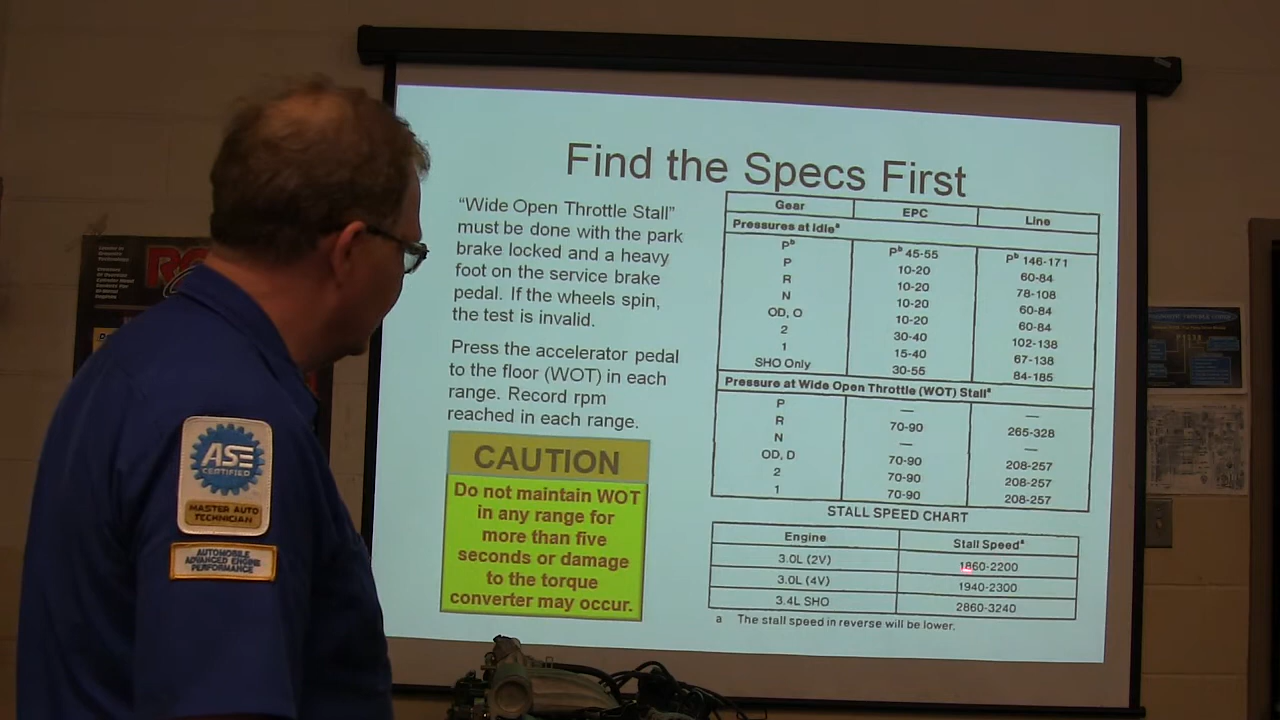 Find the Specs First
"Wide Open Throttle Stall"
must be done with the park
brake locked and a heavy
foot on the service brake
pedal. If the wheels spin,
the test is invalid.
Press the accelerator pedal
to the floor (WOT) in each
range. Record rpm
reached in each range.
CAUTION
Do not maintain WOT
in any range for
more than five
seconds or damage
to the torque
converter may occur.
Gear EPC Line
Pressures at Idleᵃ
Pᵇ Pᵇ 45-55 Pᵇ 146-171
P 10-20 60-84
R 10-20 78-108
N 10-20 60-84
OD, O 10-20 60-84
2 30-40 102-138
1 15-40 67-138
SHO Only 30-55 84-185
Pressure at Wide Open Throttle (WOT) Stallᵃ
P — —
R 70-90 265-328
N — —
OD, D 70-90 208-257
2 70-90 208-257
1 70-90 208-257
STALL SPEED CHART
Engine Stall Speedᵃ
3.0L (2V) 1860-2200
3.0L (4V) 1940-2300
3.4L SHO 2860-3240
a The stall speed in reverse will be lower.
ASE
CERTIFIED
MASTER AUTO
TECHNICIAN
AUTOMOBILE
ADVANCED ENGINE
PERFORMANCE